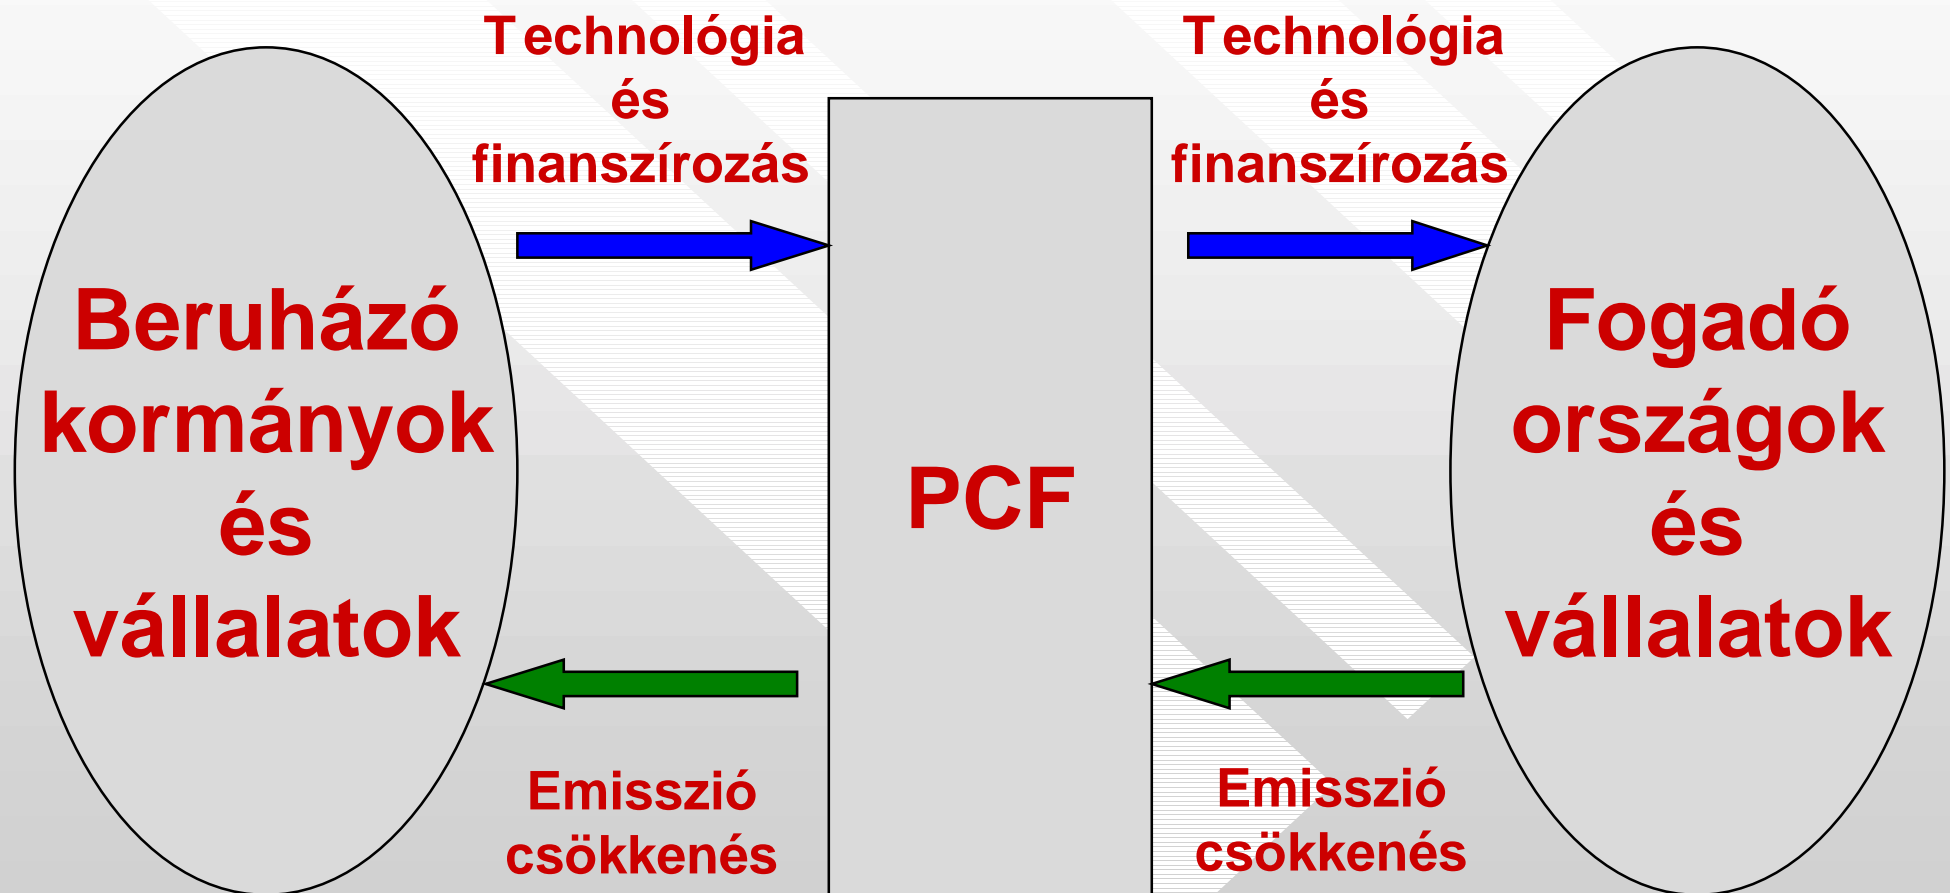 Technológia
és
finanszírozás
Technológia
és
finanszírozás
Beruházó
kormányok
és
vállalatok
PCF
Fogadó
országok
és
vállalatok
Emisszió
csökkenés
Emisszió
csökkenés